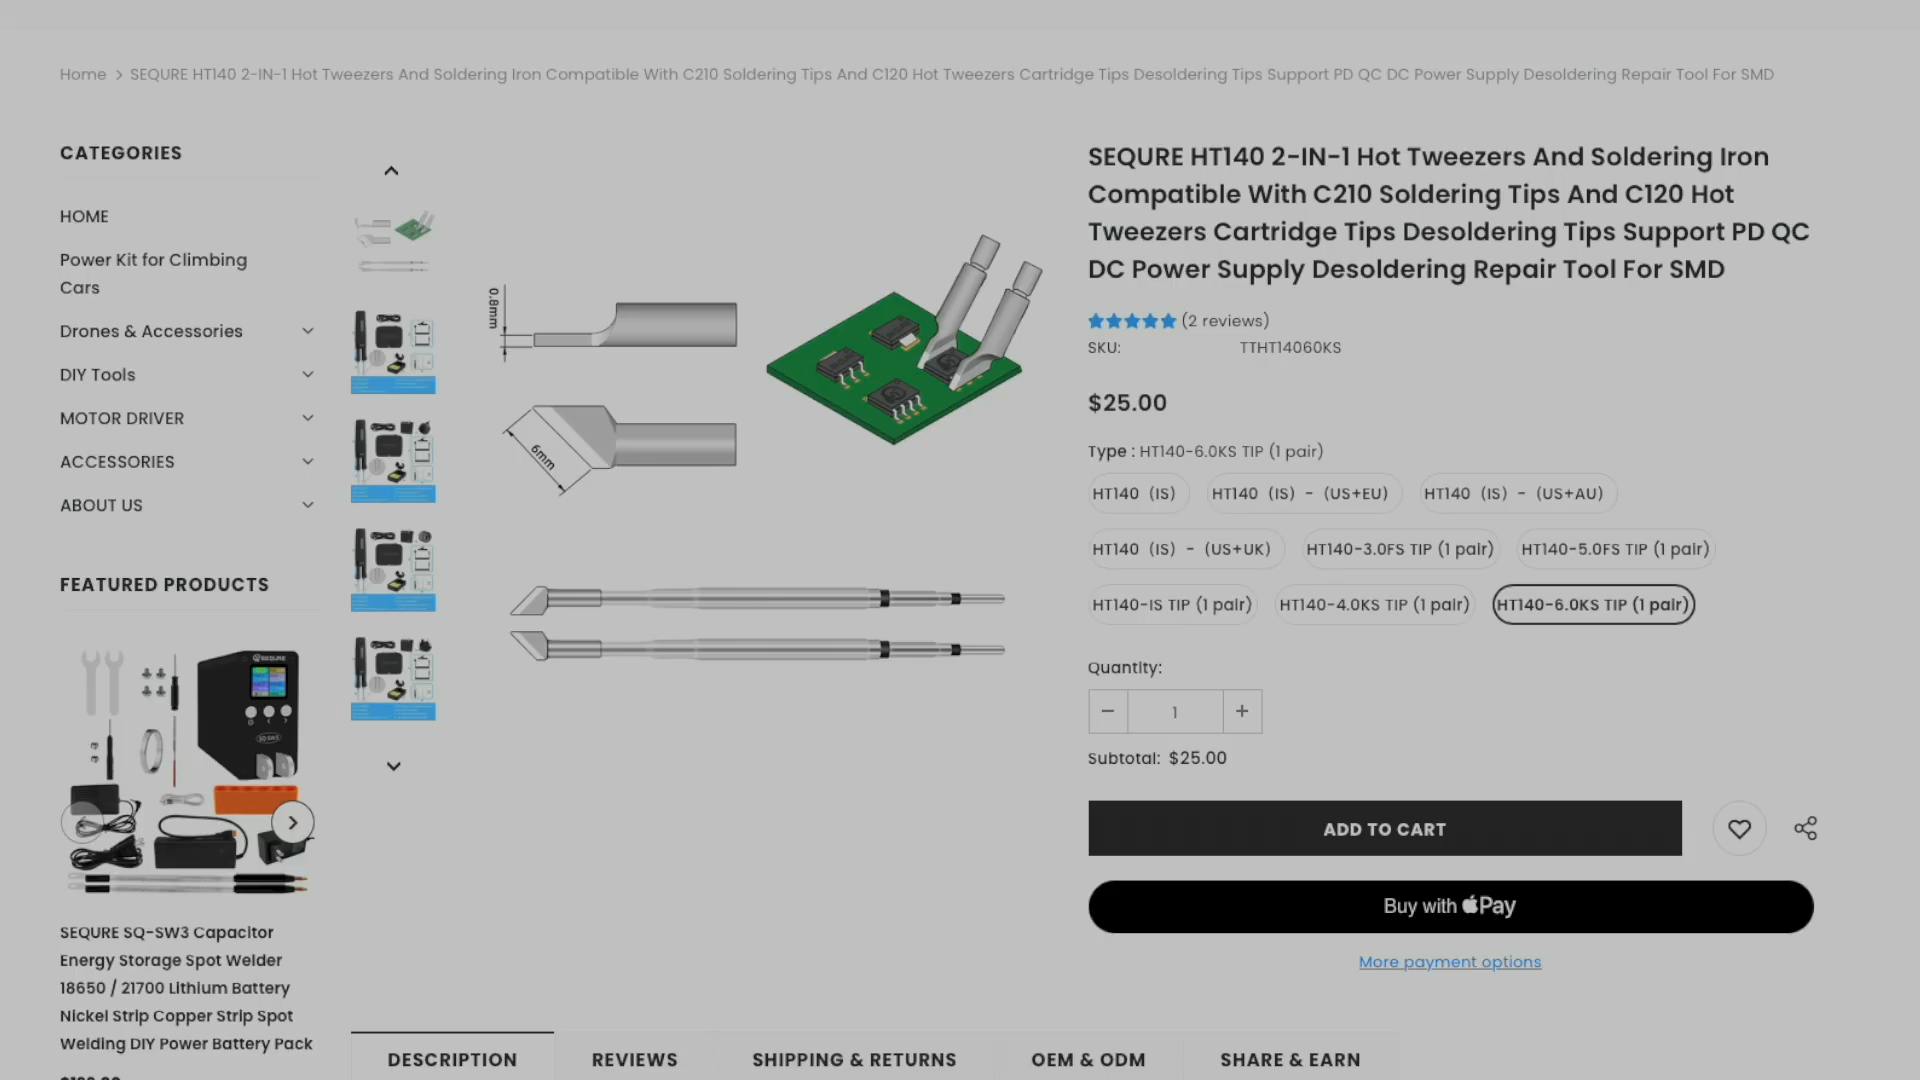 Home > SEQURE HT140 2-IN-1 Hot Tweezers And Soldering Iron Compatible With C210 Soldering Tips And C120 Hot Tweezers Cartridge Tips Desoldering Tips Support PD QC DC Power Supply Desoldering Repair Tool For SMD
CATEGORIES
HOME
Power Kit for Climbing
Cars
Drones & Accessories
DIY Tools
MOTOR DRIVER
ACCESSORIES
ABOUT US
FEATURED PRODUCTS
SEQURE
SEQURE SQ-SW3 Capacitor
Energy Storage Spot Welder
18650 / 21700 Lithium Battery
Nickel Strip Copper Strip Spot
Welding DIY Power Battery Pack
0.8mm
6mm
SEQURE HT140 2-IN-1 Hot Tweezers And Soldering Iron
Compatible With C210 Soldering Tips And C120 Hot
Tweezers Cartridge Tips Desoldering Tips Support PD QC
DC Power Supply Desoldering Repair Tool For SMD
(2 reviews)
SKU: TTHT14060KS
$25.00
Type : HT140-6.0KS TIP (1 pair)
HT140（IS） HT140（IS）-（US+EU） HT140（IS）-（US+AU）
HT140（IS）-（US+UK） HT140-3.0FS TIP (1 pair) HT140-5.0FS TIP (1 pair)
HT140-IS TIP (1 pair) HT140-4.0KS TIP (1 pair) HT140-6.0KS TIP (1 pair)
Quantity:
− 1 +
Subtotal: $25.00
ADD TO CART
Buy with Pay
More payment options
DESCRIPTION REVIEWS SHIPPING & RETURNS OEM & ODM SHARE & EARN